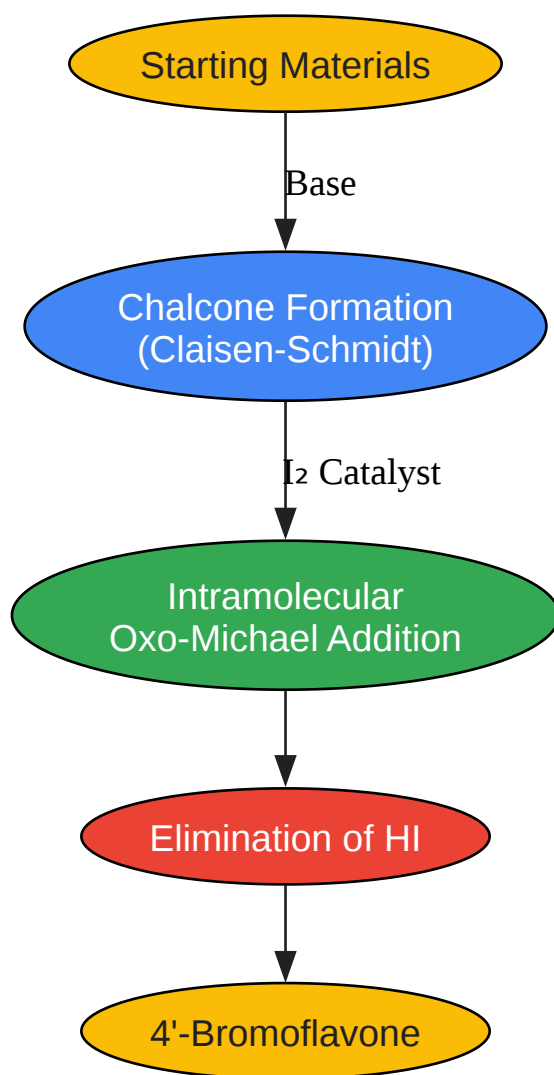 Starting Materials
Base
Chalcone Formation
(Claisen-Schmidt)
I₂ Catalyst
Intramolecular
Oxo-Michael Addition
Elimination of HI
4'-Bromoflavone